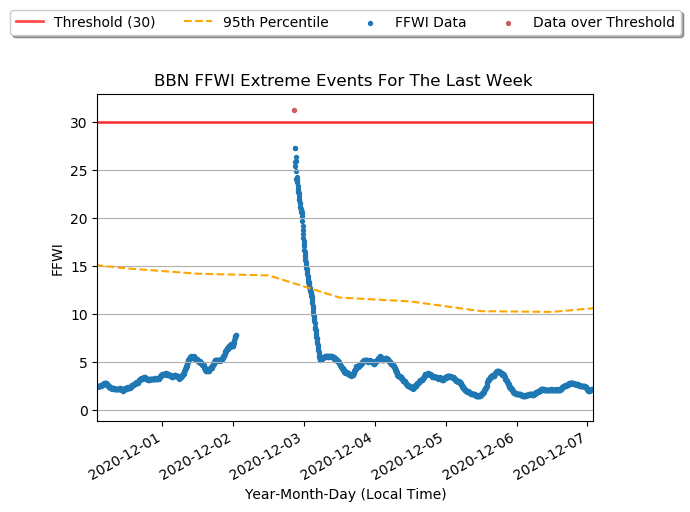 Threshold (30) 95th Percentile FFWI Data Data over Threshold
BBN FFWI Extreme Events For The Last Week
30
25
20
15
10
5
0
FFWI
2020-12-01 2020-12-02 2020-12-03 2020-12-04 2020-12-05 2020-12-06 2020-12-07
Year-Month-Day (Local Time)